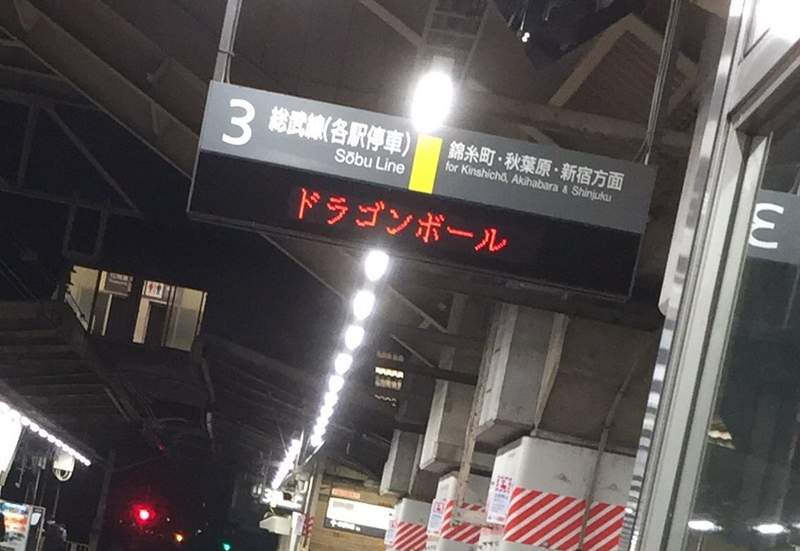 3
総武線(各駅停車)
Sōbu Line
錦糸町・秋葉原・新宿方面
for Kinshichō, Akihabara & Shinjuku
ドラゴンボール
3